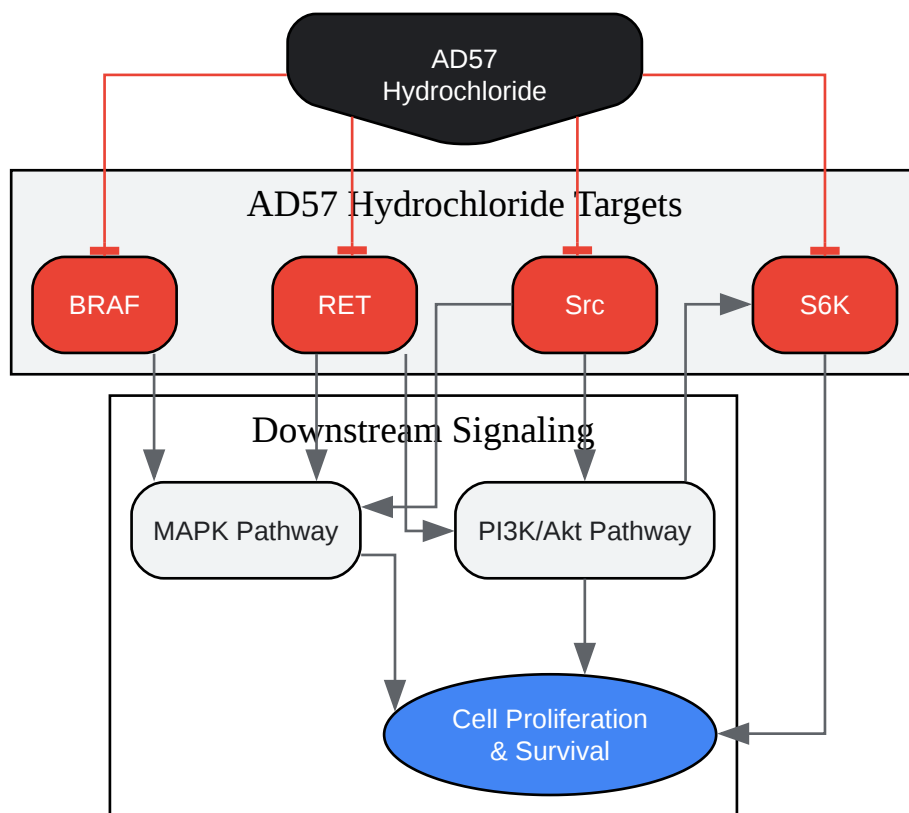 AD57
Hydrochloride
AD57 Hydrochloride Targets
BRAF
RET
Src
S6K
Downstream Signaling
MAPK Pathway
PI3K/Akt Pathway
Cell Proliferation
& Survival